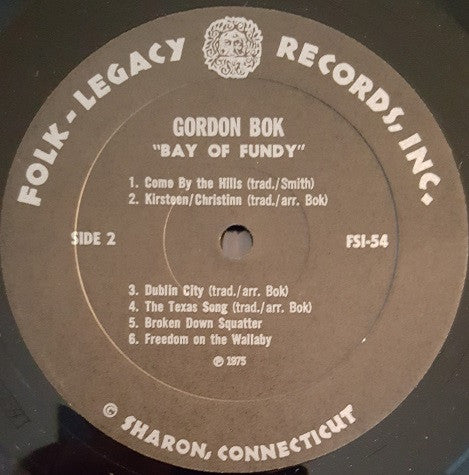 FOLK-LEGACY RECORDS, INC.
GORDON BOK
"BAY OF FUNDY"
1. Come By the Hills (trad./Smith)
2. Kirsteen/Christinn (trad./arr. Bok)
SIDE 2
FSI-54
3. Dublin City (trad./arr. Bok)
4. The Texas Song (trad./arr. Bok)
5. Broken Down Squatter
6. Freedom on the Wallaby
℗ 1975
© SHARON, CONNECTICUT